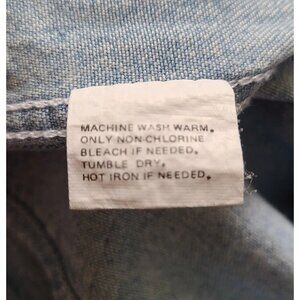 MACHINE WASH WARM.
ONLY NON-CHLORINE
BLEACH IF NEEDED.
TUMBLE DRY.
HOT IRON IF NEEDED.